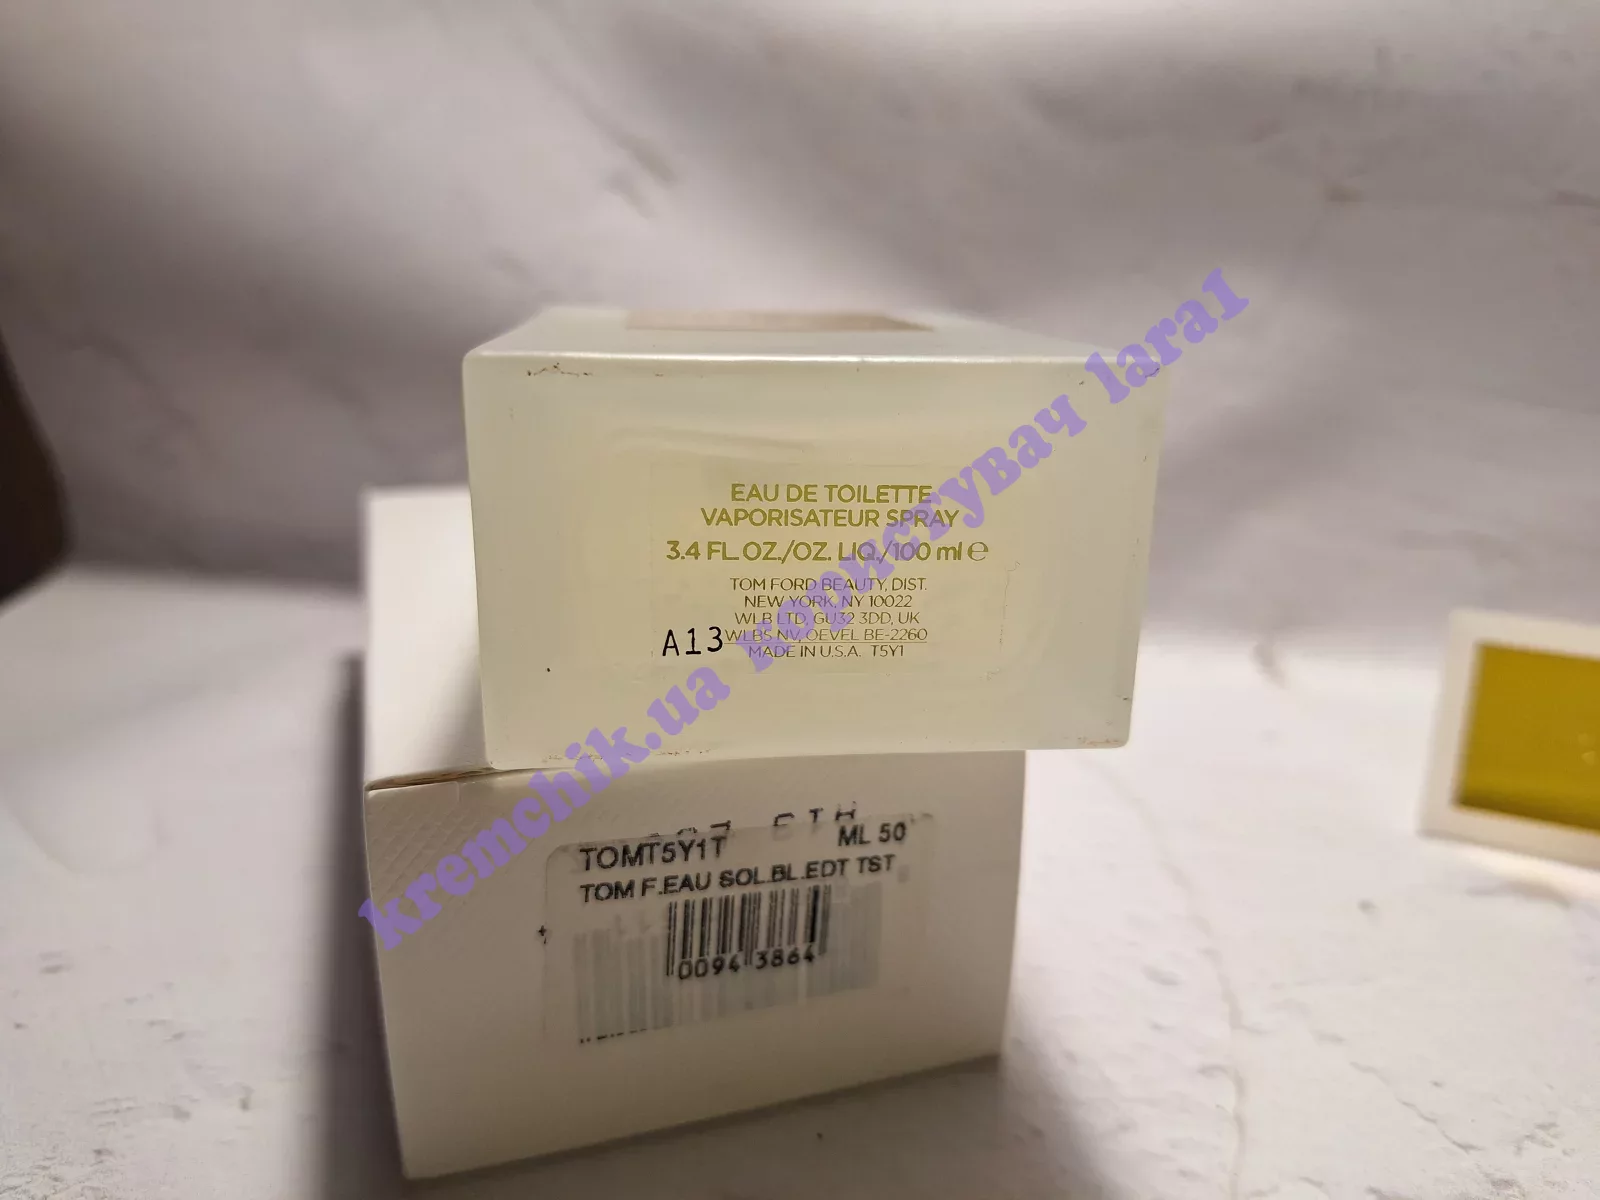 EAU DE TOILETTE
VAPORISATEUR SPRAY
3.4 FL.OZ./OZ. LIQ./100 ml ℮
TOM FORD BEAUTY, DIST.
NEW YORK, NY 10022
WLB LTD, GU32 3DD, UK
A13 WLBS NV, OEVEL BE-2260
MADE IN U.S.A. T5Y1
kremchik.ua користувач lara1
TOMT5Y1T ML 50
TOM F.EAU SOL.BL.EDT TST
0094 3864